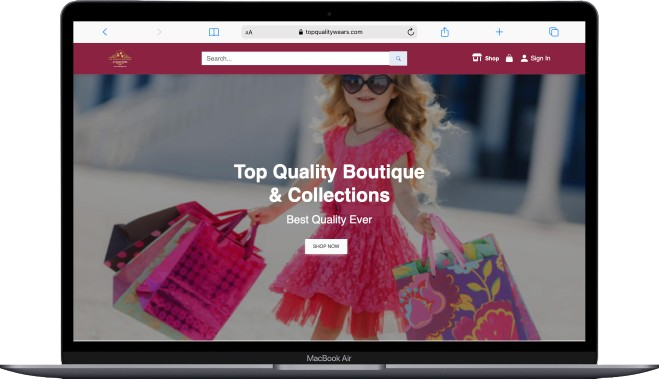 AA
topqualitywears.com
Search...
Shop
Sign In
Top Quality Boutique
& Collections
Best Quality Ever
SHOP NOW
MacBook Air